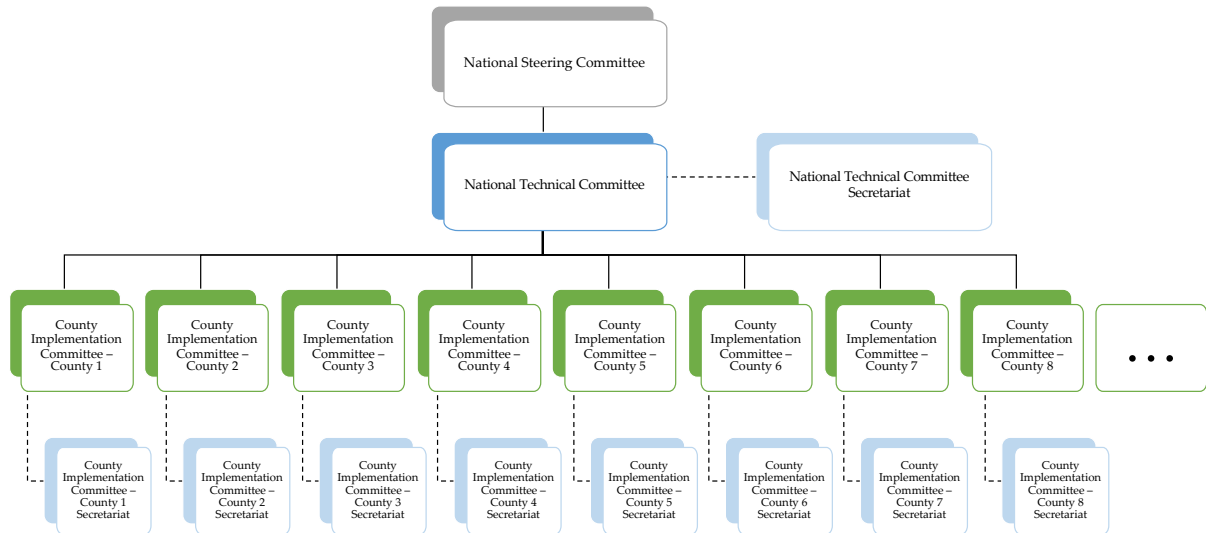 National Steering Committee
National Technical Committee
National Technical Committee
Secretariat
County
Implementation
Committee –
County 1
County
Implementation
Committee –
County 2
County
Implementation
Committee –
County 3
County
Implementation
Committee –
County 4
County
Implementation
Committee –
County 5
County
Implementation
Committee –
County 6
County
Implementation
Committee –
County 7
County
Implementation
Committee –
County 8
• • •
County
Implementation
Committee –
County 1
Secretariat
County
Implementation
Committee –
County 2
Secretariat
County
Implementation
Committee –
County 3
Secretariat
County
Implementation
Committee –
County 4
Secretariat
County
Implementation
Committee –
County 5
Secretariat
County
Implementation
Committee –
County 6
Secretariat
County
Implementation
Committee –
County 7
Secretariat
County
Implementation
Committee –
County 8
Secretariat